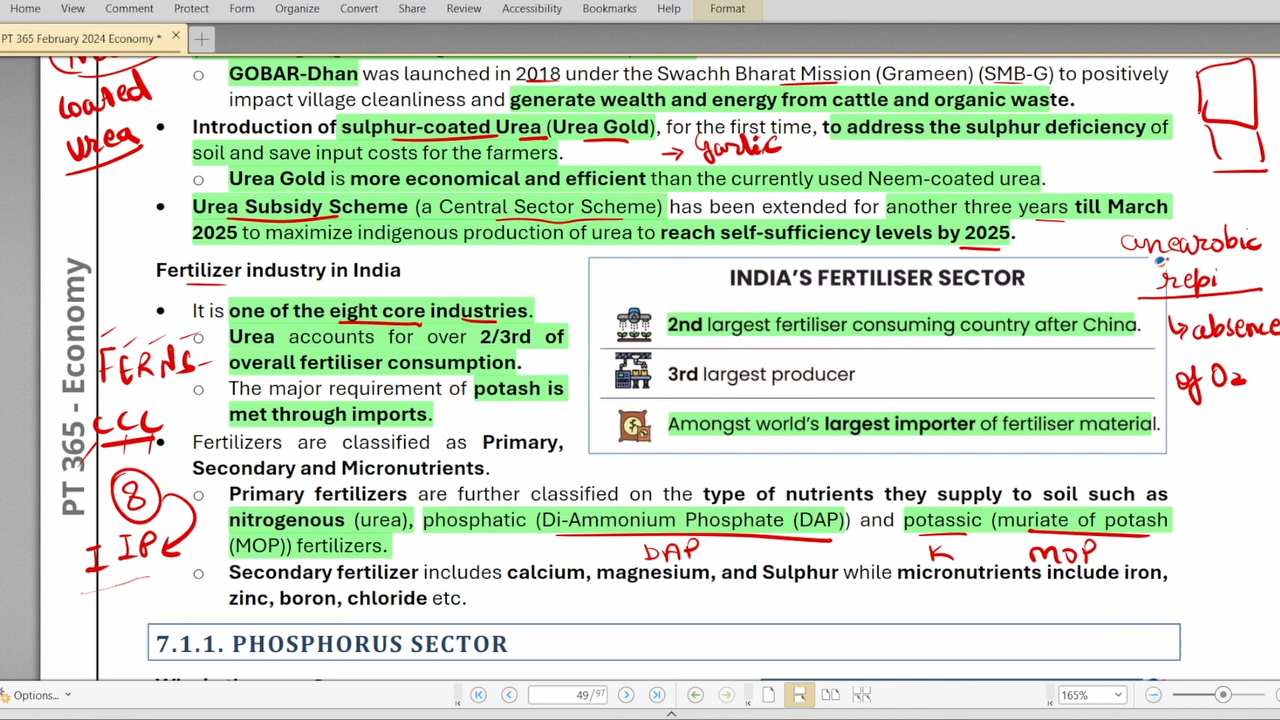 Home Comment Protect Form Organize Convert Share Review Accessibility Bookmarks Help Format
PT 365 February 2024 Economy *
coated
urea
GOBAR-Dhan was launched in 2018 under the Swachh Bharat Mission (Grameen) (SMB-G) to positively
impact village cleanliness and generate wealth and energy from cattle and organic waste.
• Introduction of sulphur-coated Urea (Urea Gold), for the first time, to address the sulphur deficiency of
soil and save input costs for the farmers.
→ Garlic
○ Urea Gold is more economical and efficient than the currently used Neem-coated urea.
• Urea Subsidy Scheme (a Central Sector Scheme) has been extended for another three years till March
2025 to maximize indigenous production of urea to reach self-sufficiency levels by 2025.
Fertilizer industry in India
• It is one of the eight core industries.
○ Urea accounts for over 2/3rd of
overall fertiliser consumption.
○ The major requirement of potash is
met through imports.
• Fertilizers are classified as Primary,
Secondary and Micronutrients.
INDIA'S FERTILISER SECTOR
2nd largest fertiliser consuming country after China.
3rd largest producer
Amongst world's largest importer of fertiliser material.
anearobic
repi
↳ absence
of O2
PT 365 - Economy
FERNS
CCC
8
IIP
○ Primary fertilizers are further classified on the type of nutrients they supply to soil such as
nitrogenous (urea), phosphatic (Di-Ammonium Phosphate (DAP)) and potassic (muriate of potash
(MOP)) fertilizers.
DAP K MOP
○ Secondary fertilizer includes calcium, magnesium, and Sulphur while micronutrients include iron,
zinc, boron, chloride etc.
7.1.1. PHOSPHORUS SECTOR
Options...
49 / 97
165%